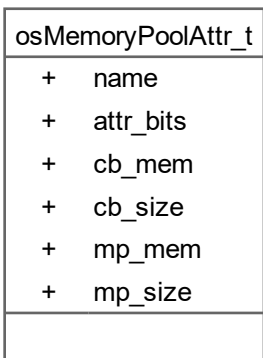 osMemoryPoolAttr_t
+ name
+ attr_bits
+ cb_mem
+ cb_size
+ mp_mem
+ mp_size